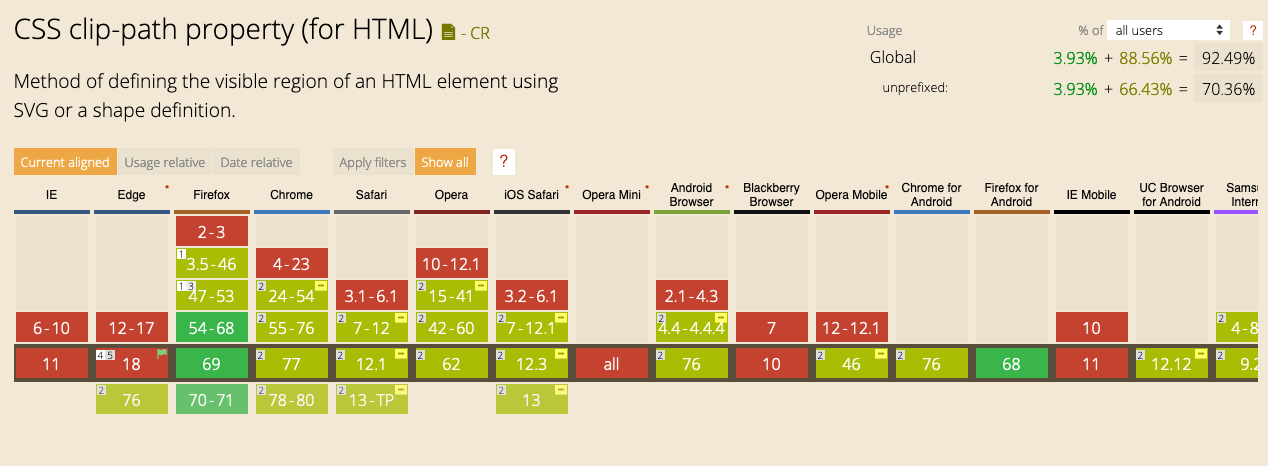 CSS clip-path property (for HTML) - CR
Method of defining the visible region of an HTML element using
SVG or a shape definition.
Usage % of all users ?
Global 3.93% + 88.56% = 92.49%
unprefixed: 3.93% + 66.43% = 70.36%
Current aligned Usage relative Date relative Apply filters Show all ?
IE Edge * Firefox Chrome Safari Opera iOS Safari * Opera Mini * Android Browser * Blackberry Browser Opera Mobile * Chrome for Android Firefox for Android IE Mobile UC Browser for Android
2-3
1 3.5-46 4-23 10-12.1
1 3 47-53 2 24-54 3.1-6.1 2 15-41 3.2-6.1 2.1-4.3
6-10 12-17 54-68 2 55-76 2 7-12 2 42-60 2 7-12.1 2 4.4-4.4.4 7 12-12.1 10 2
11 4 5 18 69 2 77 2 12.1 2 62 2 12.3 all 2 76 10 2 46 2 76 68 11 2 12.12 2
2 76 70-71 2 78-80 2 13-TP 2 13